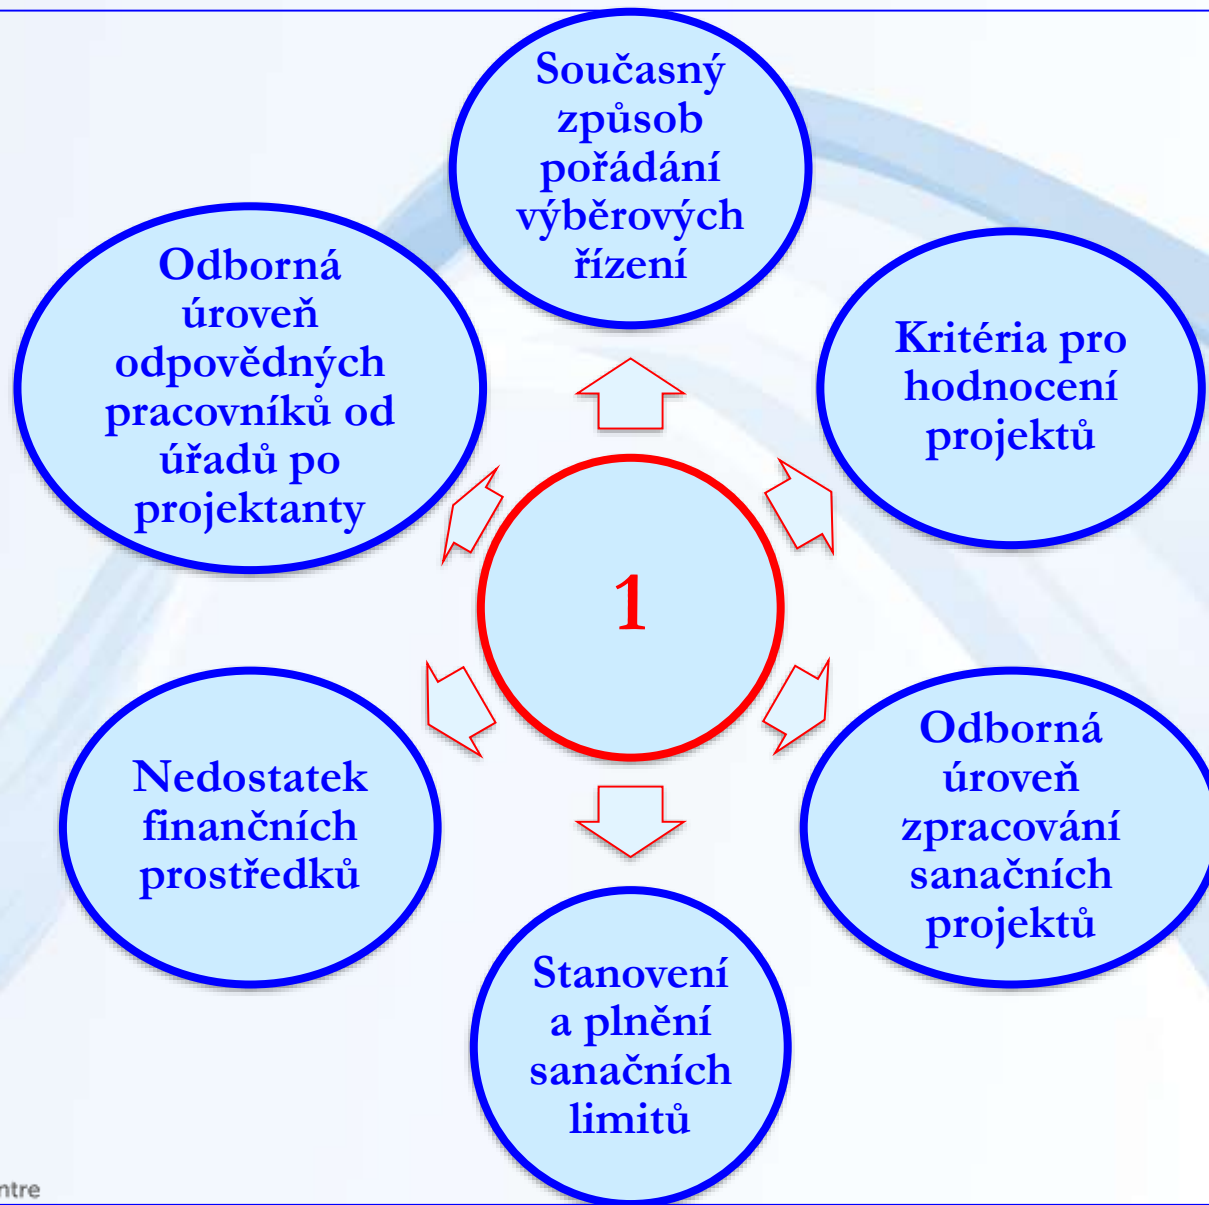 Současný
způsob
pořádání
výběrových
řízení
Kritéria pro
hodnocení
projektů
Odborná
úroveň
zpracování
sanačních
projektů
Stanovení
a plnění
sanačních
limitů
Nedostatek
finančních
prostředků
Odborná
úroveň
odpovědných
pracovníků od
úřadů po
projektanty
1
ntre